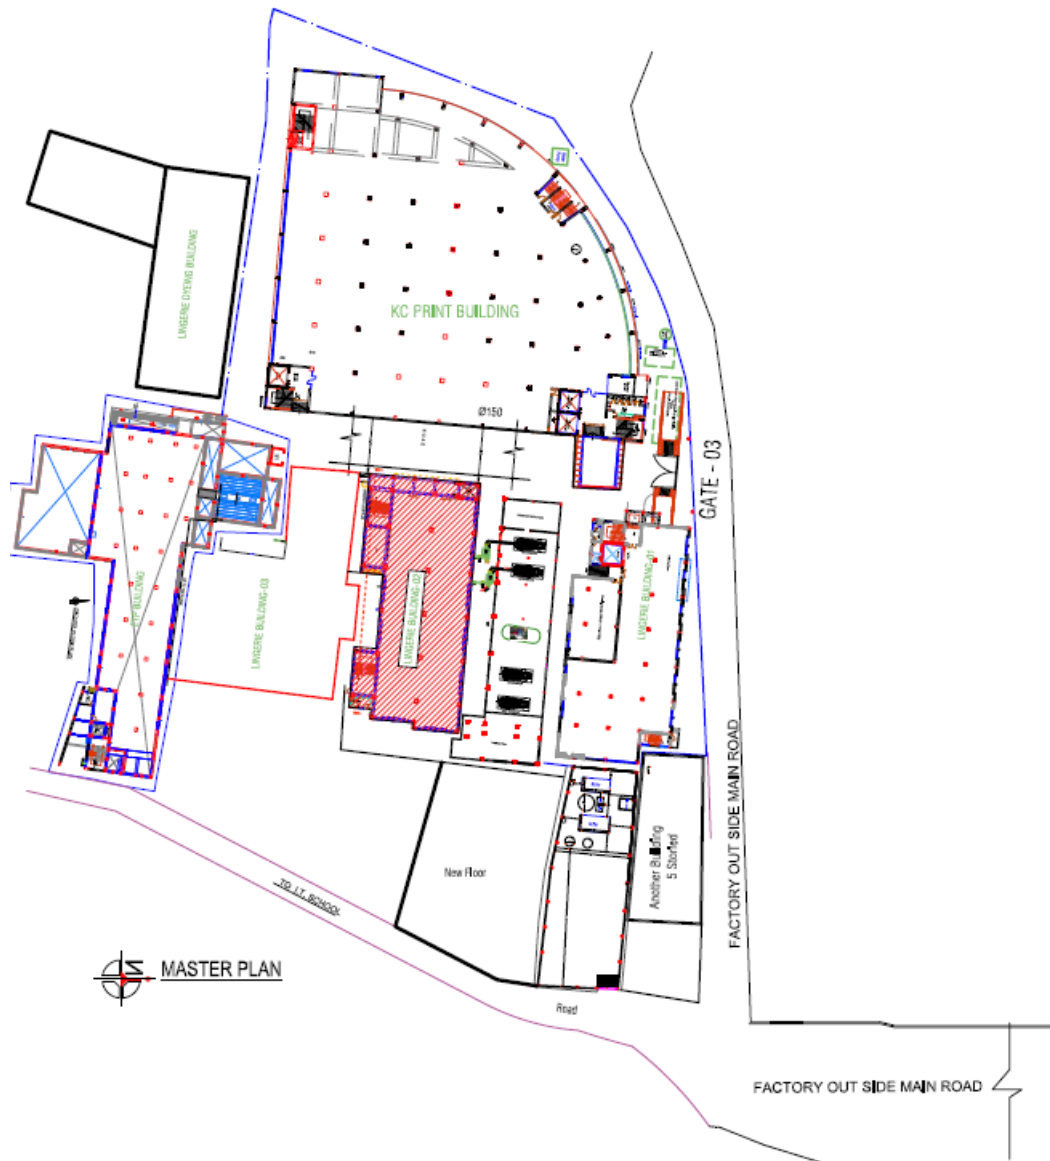 LINGERIE DYEING BUILDING
KC PRINT BUILDING
Ø150
GATE - 03
ETP BUILDING
LINGERIE BUILDING-03
LINGERIE BUILDING-02
LINGERIE BUILDING-01
New Floor
Another Building
5 Storied
FACTORY OUT SIDE MAIN ROAD
TO I.T. SCHOOL
MASTER PLAN
Road
FACTORY OUT SIDE MAIN ROAD